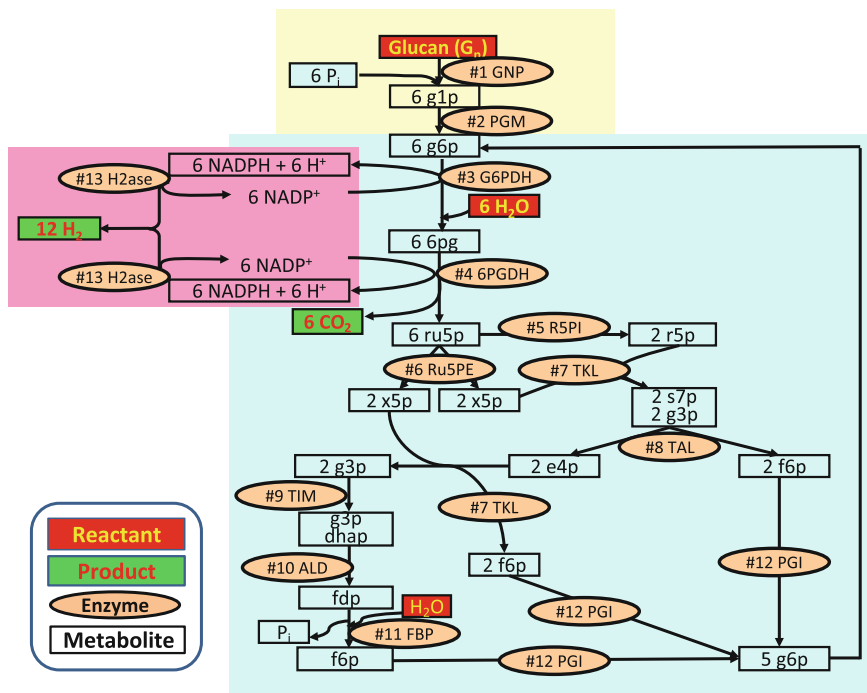 Glucan (Gₙ)
#1 GNP
6 Pᵢ
6 g1p
#2 PGM
6 g6p
6 NADPH + 6 H⁺
#13 H2ase
#3 G6PDH
6 NADP⁺
6 H₂O
12 H₂
6 6pg
6 NADP⁺
#13 H2ase
#4 6PGDH
6 NADPH + 6 H⁺
6 CO₂
6 ru5p
#5 R5PI
2 r5p
#6 Ru5PE
#7 TKL
2 x5p
2 x5p
2 s7p
2 g3p
#8 TAL
2 g3p
2 e4p
2 f6p
#9 TIM
#7 TKL
g3p
dhap
#10 ALD
2 f6p
#12 PGI
fdp
H₂O
#12 PGI
Pᵢ
#11 FBP
f6p
#12 PGI
5 g6p
Reactant
Product
Enzyme
Metabolite